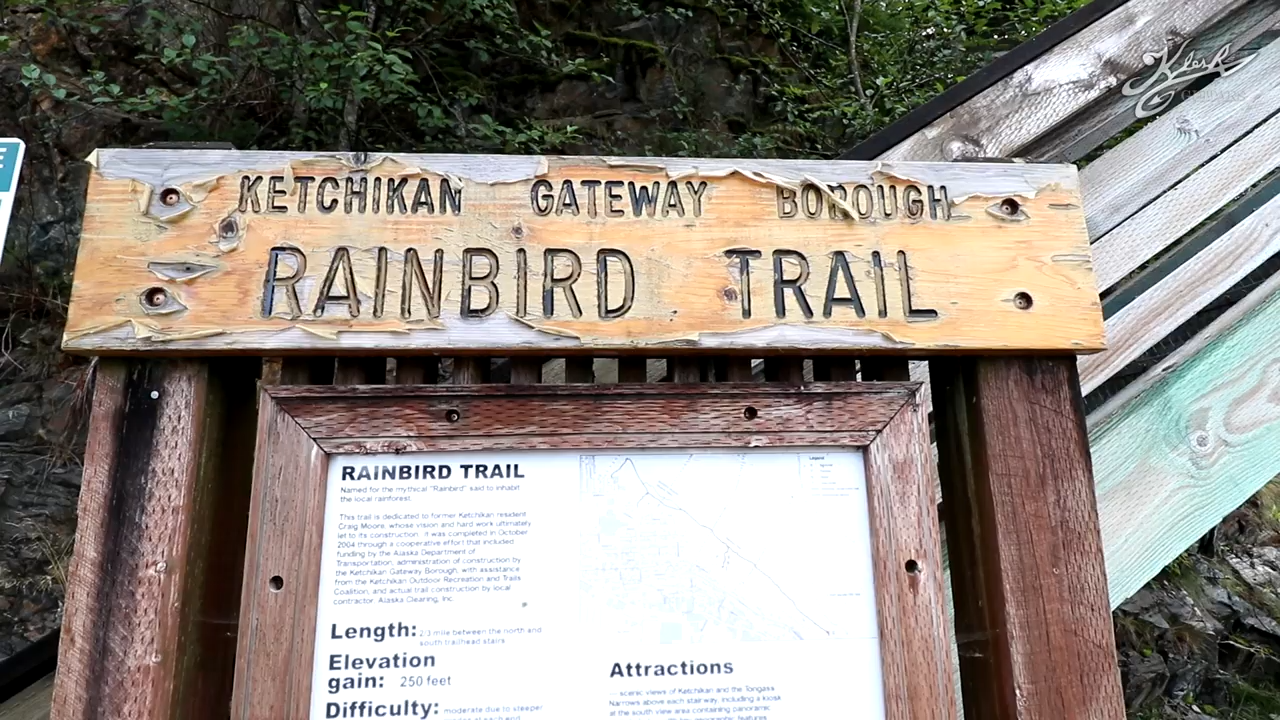 Klesk
KETCHIKAN GATEWAY BOROUGH
RAINBIRD TRAIL
RAINBIRD TRAIL
Named for the mythical "Rainbird" said to inhabit
the local rainforest.
This trail is dedicated to former Ketchikan resident
Craig Moore, whose vision and hard work ultimately
let to its construction. It was completed in October
2004 through a cooperative effort that included
funding by the Alaska Department of
Transportation, administration of construction by
the Ketchikan Gateway Borough, with assistance
from the Ketchikan Outdoor Recreation and Trails
Coalition, and actual trail construction by local
contractor, Alaska Clearing, Inc.
Length: 2/3 mile between the north and
south trailhead stairs
Elevation
gain: 250 feet
Difficulty: moderate due to steeper
Legend
Attractions
— scenic views of Ketchikan and the Tongass
Narrows above each stairway, including a kiosk
at the south view area containing panoramic